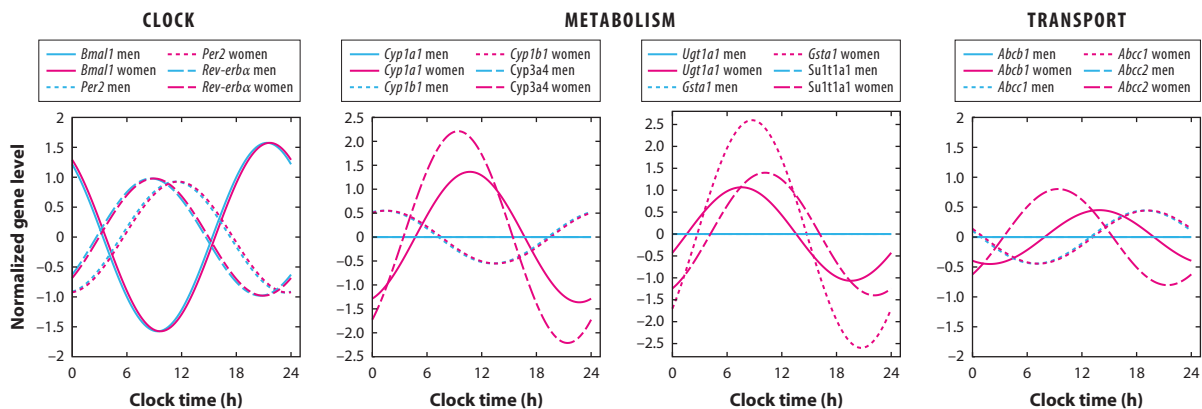 CLOCK
METABOLISM
TRANSPORT
Bmal1 men
Per2 women
Bmal1 women
Rev-erbα men
Per2 men
Rev-erbα women
Cyp1a1 men
Cyp1b1 women
Cyp1a1 women
Cyp3a4 men
Cyp1b1 men
Cyp3a4 women
Ugt1a1 men
Gsta1 women
Ugt1a1 women
Su1t1a1 men
Gsta1 men
Su1t1a1 women
Abcb1 men
Abcc1 women
Abcb1 women
Abcc2 men
Abcc1 men
Abcc2 women
Normalized gene level
2
1.5
1
0.5
0
−0.5
−1.0
−1.5
−2
0 6 12 18 24
Clock time (h)
2.5
2.0
1.5
1.0
0.5
0
−0.5
−1.0
−1.5
−2.0
−2.5
0 6 12 18 24
Clock time (h)
2.5
2.0
1.5
1.0
0.5
0
−0.5
−1.0
−1.5
−2.0
−2.5
0 6 12 18 24
Clock time (h)
2
1.5
1
0.5
0
−0.5
−1
−1.5
−2
0 6 12 18 24
Clock time (h)